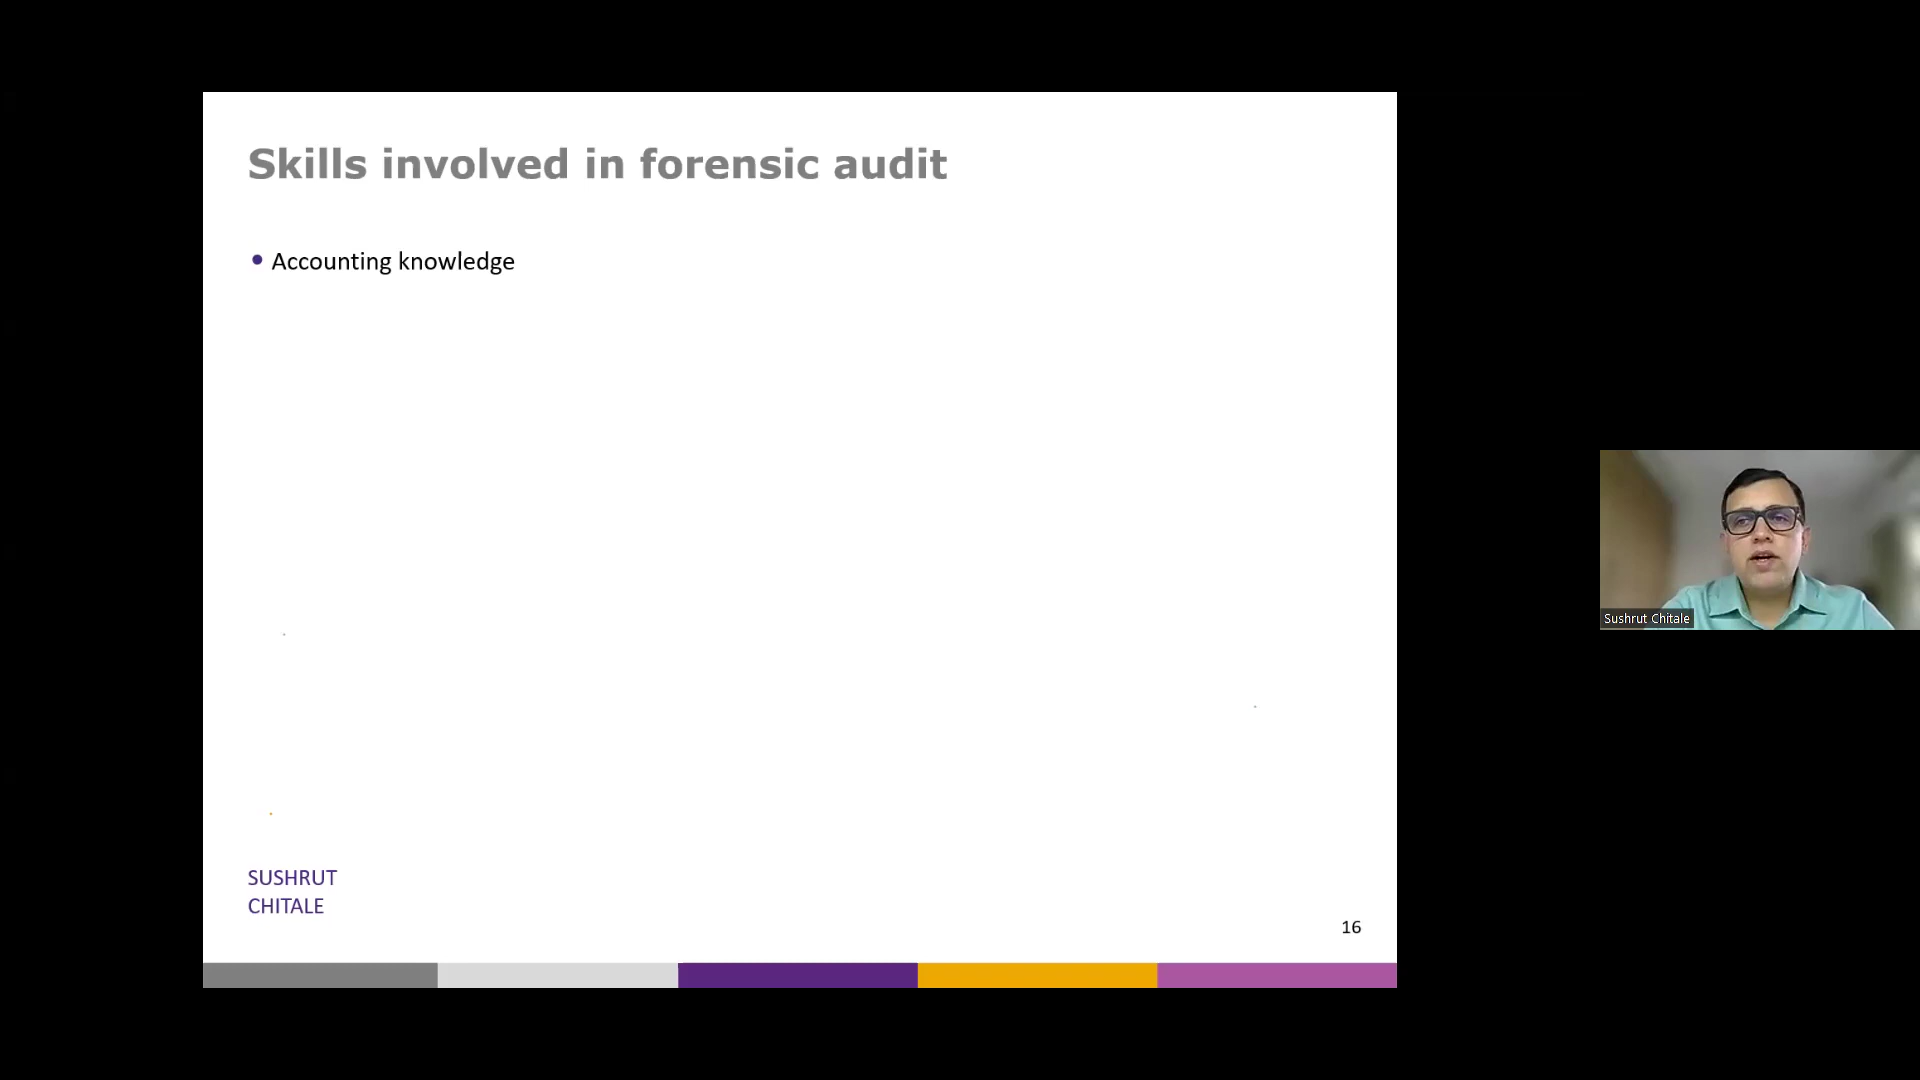 Skills involved in forensic audit
• Accounting knowledge
SUSHRUT
CHITALE
16
Sushrut Chitale